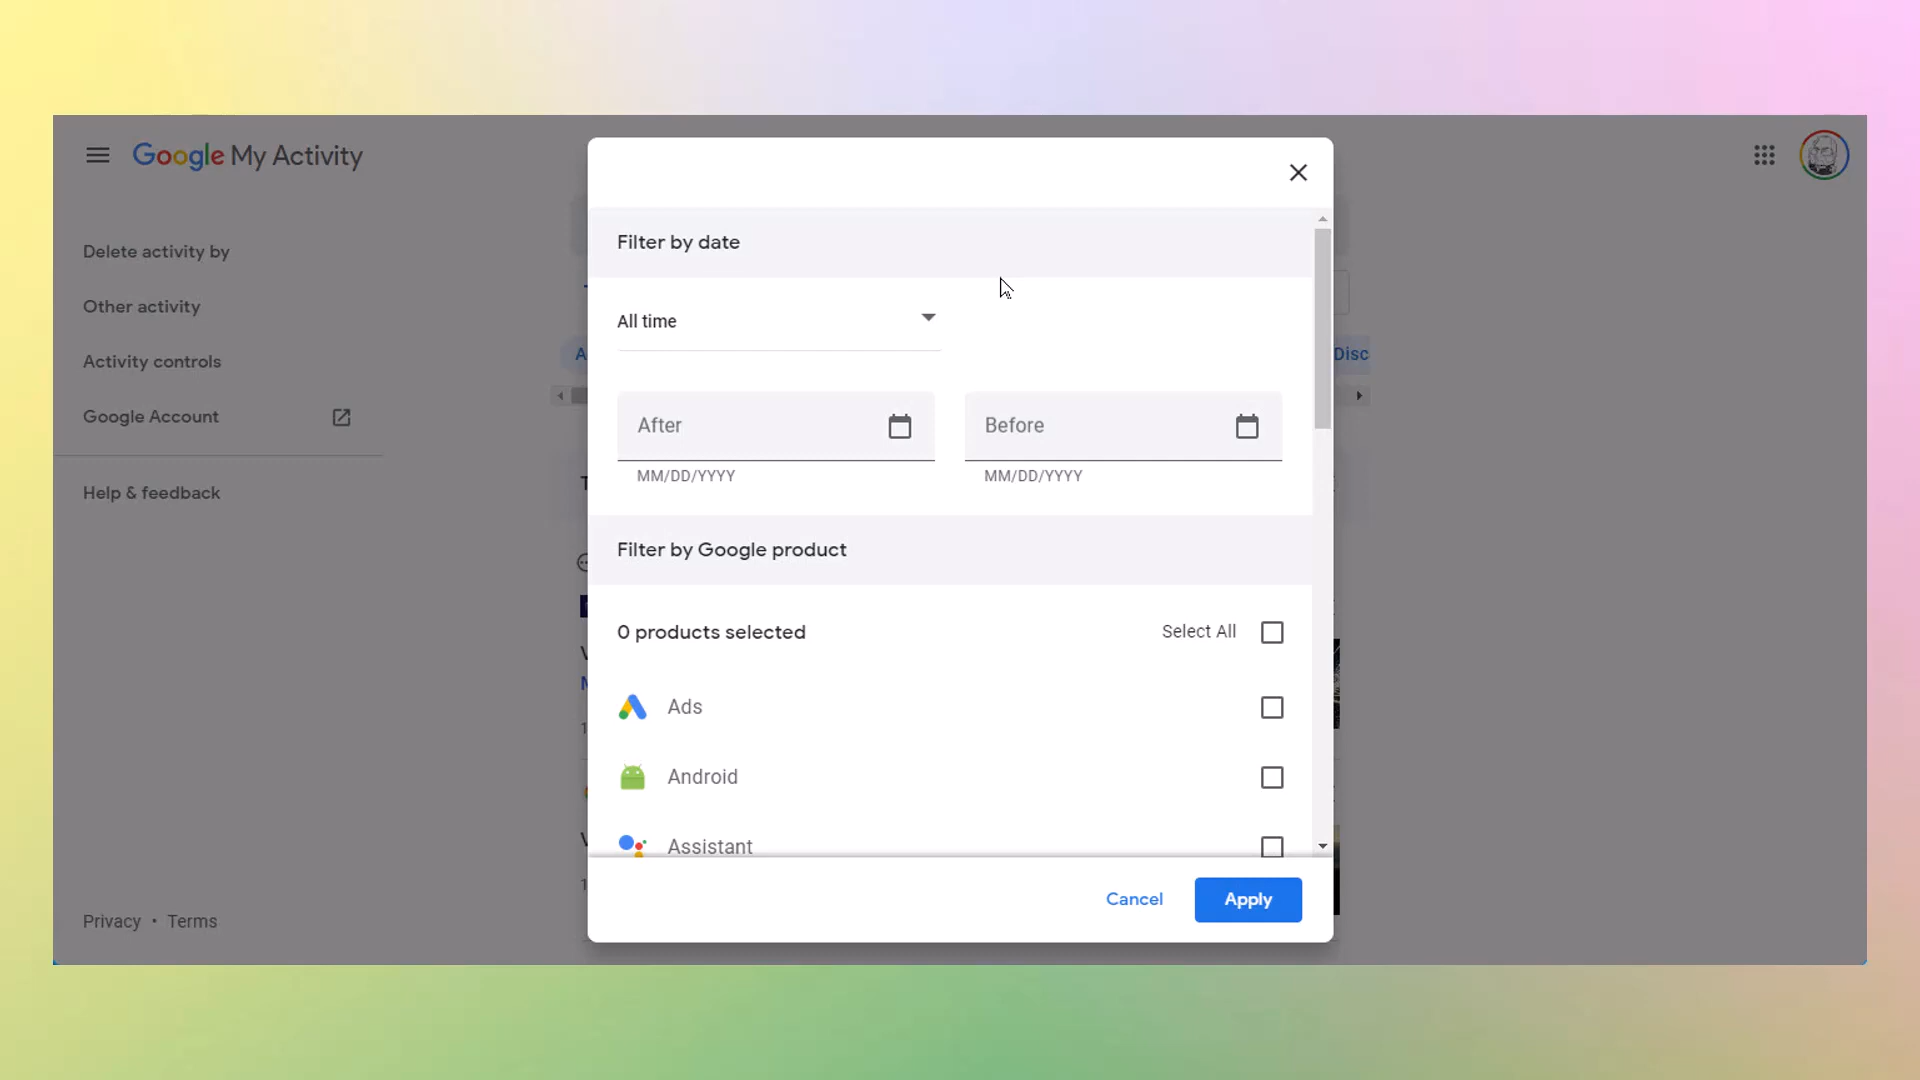 Google My Activity
Delete activity by
Other activity
Activity controls
Google Account
Help & feedback
Privacy • Terms
Filter by date
All time
After
Before
MM/DD/YYYY
MM/DD/YYYY
Filter by Google product
0 products selected
Select All
Ads
Android
Assistant
Cancel
Apply
Disc